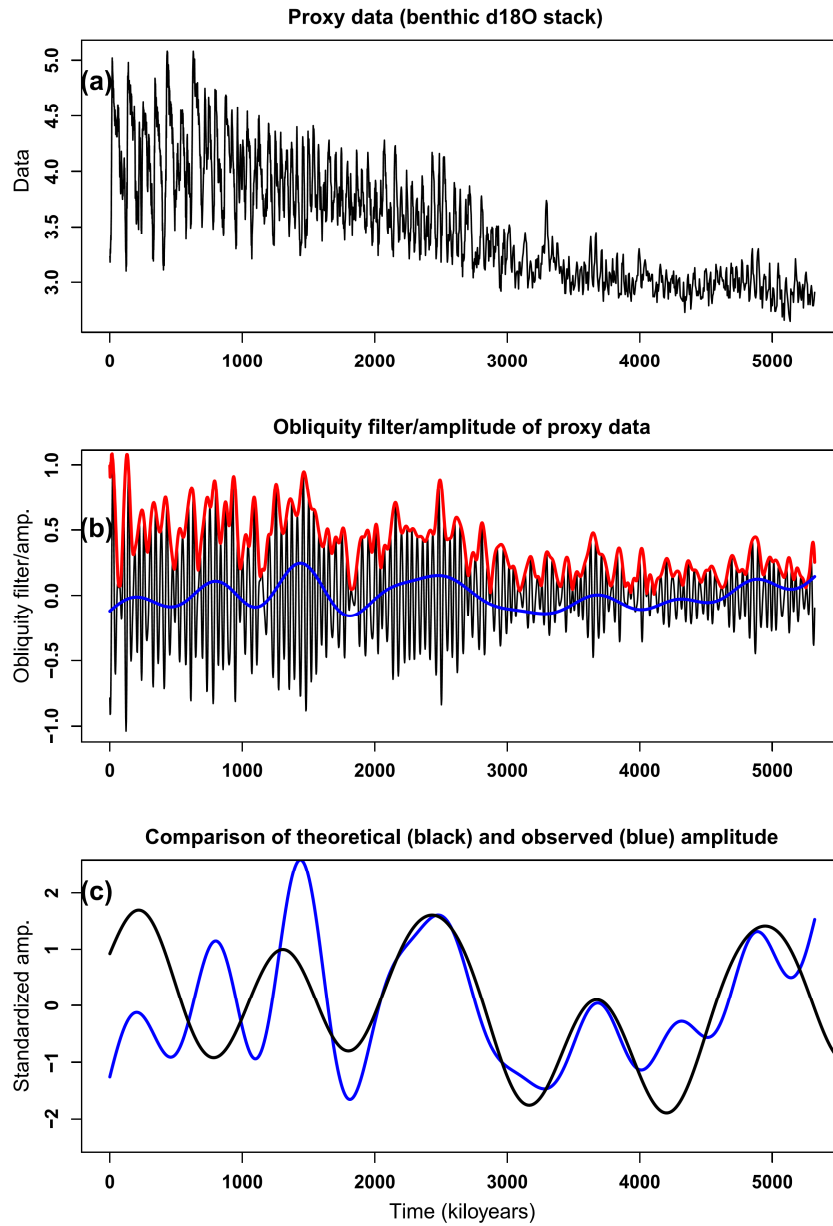 Proxy data (benthic d18O stack)
(a)
Data
5.0
4.5
4.0
3.5
3.0
0 1000 2000 3000 4000 5000
Obliquity filter/amplitude of proxy data
(b)
Obliquity filter/amp.
1.0
0.5
0.0
−0.5
−1.0
0 1000 2000 3000 4000 5000
Comparison of theoretical (black) and observed (blue) amplitude
(c)
Standardized amp.
2
1
0
−1
−2
0 1000 2000 3000 4000 5000
Time (kiloyears)